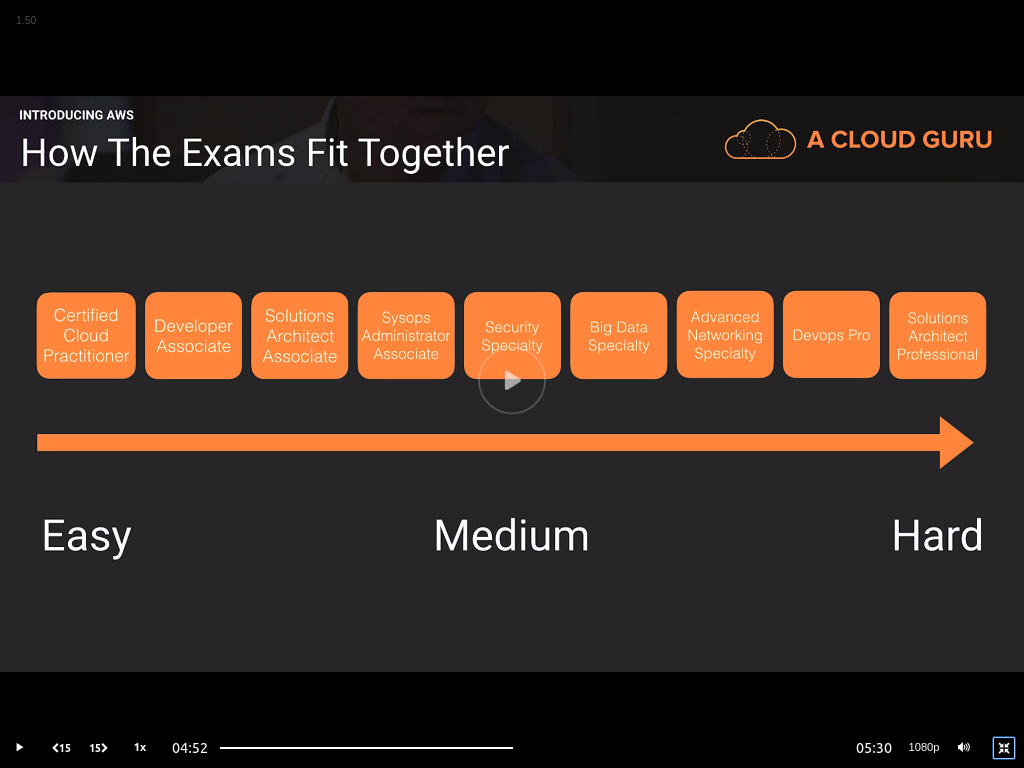 1.50
INTRODUCING AWS
How The Exams Fit Together
A CLOUD GURU
Certified
Cloud
Practitioner
Developer
Associate
Solutions
Architect
Associate
Sysops
Administrator
Associate
Security
Specialty
Big Data
Specialty
Advanced
Networking
Specialty
Devops Pro
Solutions
Architect
Professional
Easy
Medium
Hard
15
15
1x
04:52
05:30
1080p